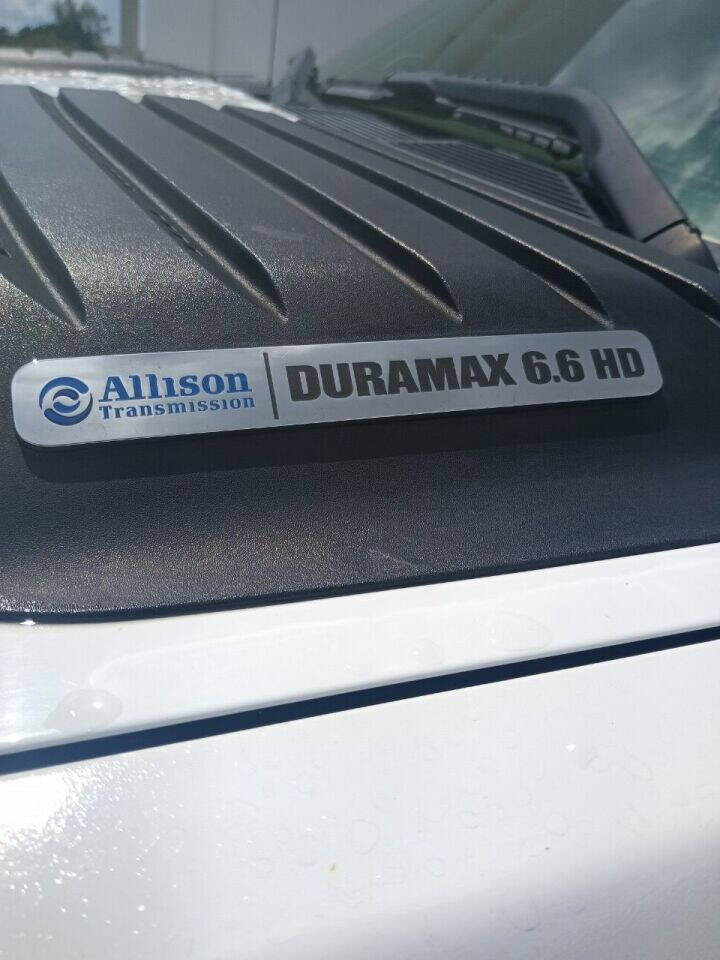 Allison
Transmission
DURAMAX 6.6 HD